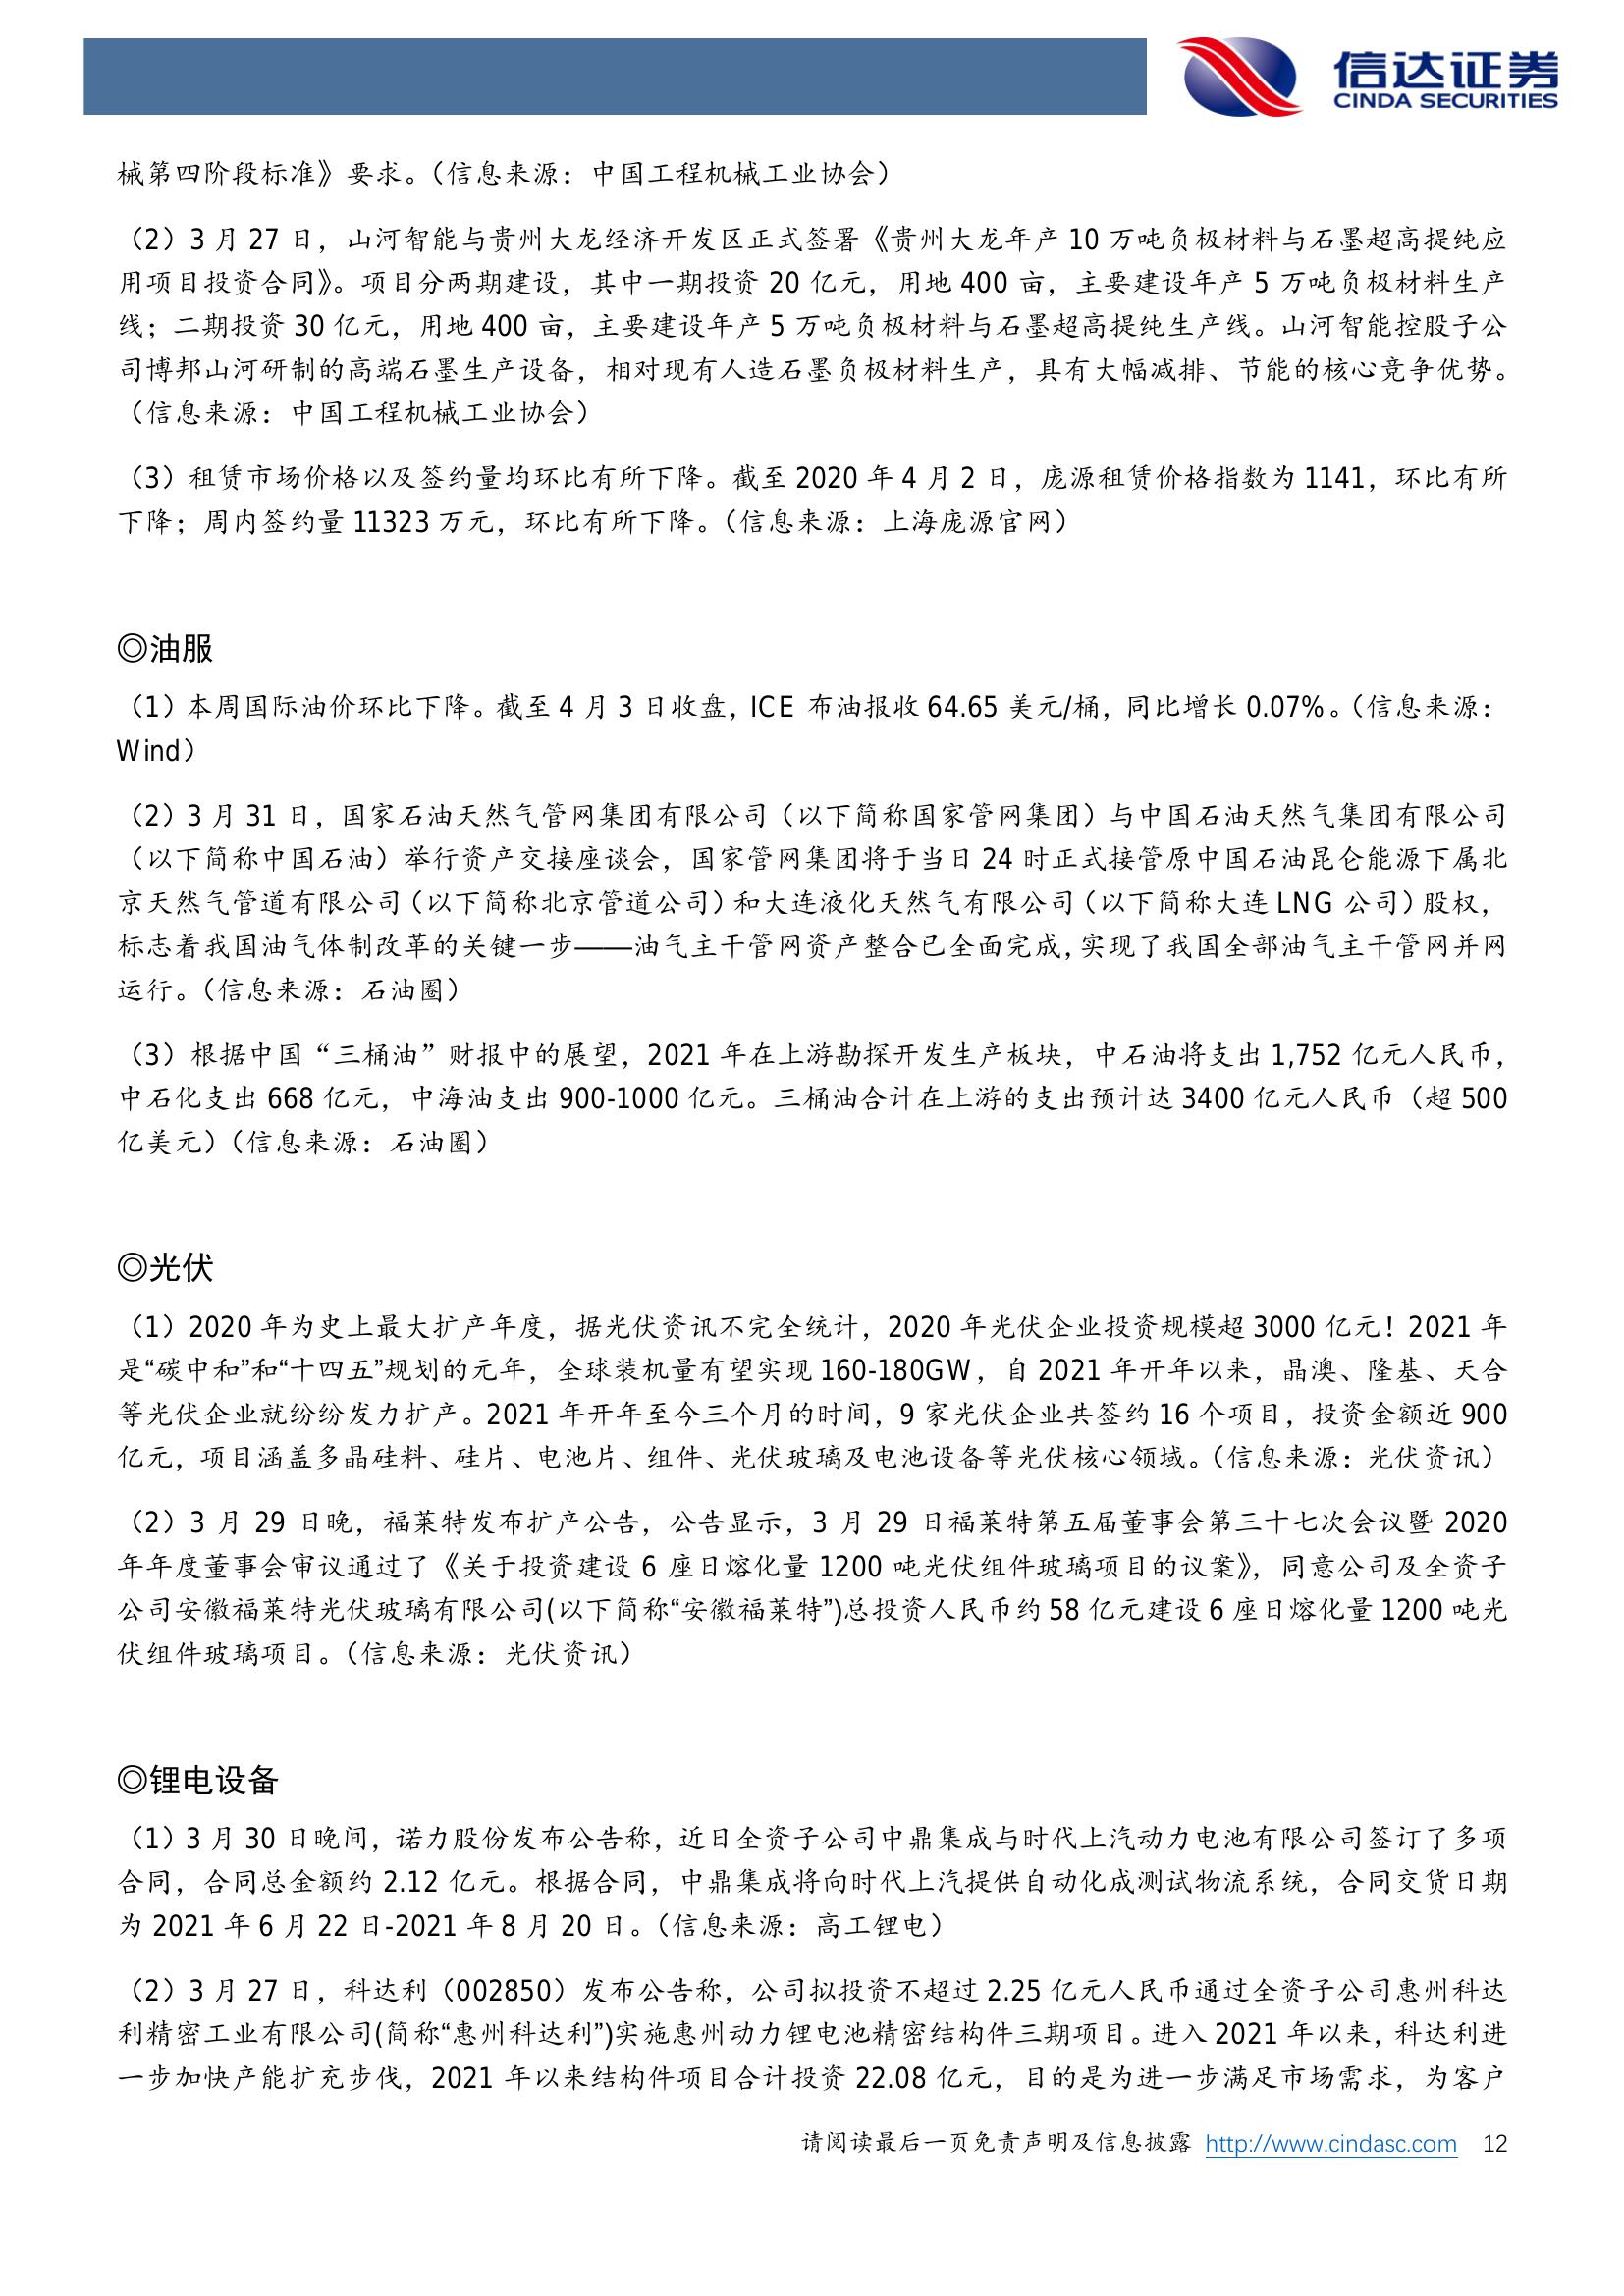 信达证券
CINDA SECURITIES
械第四阶段标准》要求。（信息来源：中国工程机械工业协会）
（2）3 月 27 日，山河智能与贵州大龙经济开发区正式签署《贵州大龙年产 10 万吨负极材料与石墨超高提纯应
用项目投资合同》。项目分两期建设，其中一期投资 20 亿元，用地 400 亩，主要建设年产 5 万吨负极材料生产
线；二期投资 30 亿元，用地 400 亩，主要建设年产 5 万吨负极材料与石墨超高提纯生产线。山河智能控股子公
司博邦山河研制的高端石墨生产设备，相对现有人造石墨负极材料生产，具有大幅减排、节能的核心竞争优势。
（信息来源：中国工程机械工业协会）
（3）租赁市场价格以及签约量均环比有所下降。截至 2020 年 4 月 2 日，庞源租赁价格指数为 1141，环比有所
下降；周内签约量 11323 万元，环比有所下降。（信息来源：上海庞源官网）
◎油服
（1）本周国际油价环比下降。截至 4 月 3 日收盘，ICE 布油报收 64.65 美元/桶，同比增长 0.07%。（信息来源：
Wind）
（2）3 月 31 日，国家石油天然气管网集团有限公司（以下简称国家管网集团）与中国石油天然气集团有限公司
（以下简称中国石油）举行资产交接座谈会，国家管网集团将于当日 24 时正式接管原中国石油昆仑能源下属北
京天然气管道有限公司（以下简称北京管道公司）和大连液化天然气有限公司（以下简称大连 LNG 公司）股权，
标志着我国油气体制改革的关键一步——油气主干管网资产整合已全面完成，实现了我国全部油气主干管网并网
运行。（信息来源：石油圈）
（3）根据中国“三桶油”财报中的展望，2021 年在上游勘探开发生产板块，中石油将支出 1,752 亿元人民币，
中石化支出 668 亿元，中海油支出 900-1000 亿元。三桶油合计在上游的支出预计达 3400 亿元人民币（超 500
亿美元）（信息来源：石油圈）
◎光伏
（1）2020 年为史上最大扩产年度，据光伏资讯不完全统计，2020 年光伏企业投资规模超 3000 亿元！2021 年
是“碳中和”和“十四五”规划的元年，全球装机量有望实现 160-180GW，自 2021 年开年以来，晶澳、隆基、天合
等光伏企业就纷纷发力扩产。2021 年开年至今三个月的时间，9 家光伏企业共签约 16 个项目，投资金额近 900
亿元，项目涵盖多晶硅料、硅片、电池片、组件、光伏玻璃及电池设备等光伏核心领域。（信息来源：光伏资讯）
（2）3 月 29 日晚，福莱特发布扩产公告，公告显示，3 月 29 日福莱特第五届董事会第三十七次会议暨 2020
年年度董事会审议通过了《关于投资建设 6 座日熔化量 1200 吨光伏组件玻璃项目的议案》，同意公司及全资子
公司安徽福莱特光伏玻璃有限公司(以下简称“安徽福莱特”)总投资人民币约 58 亿元建设 6 座日熔化量 1200 吨光
伏组件玻璃项目。（信息来源：光伏资讯）
◎锂电设备
（1）3 月 30 日晚间，诺力股份发布公告称，近日全资子公司中鼎集成与时代上汽动力电池有限公司签订了多项
合同，合同总金额约 2.12 亿元。根据合同，中鼎集成将向时代上汽提供自动化成测试物流系统，合同交货日期
为 2021 年 6 月 22 日-2021 年 8 月 20 日。（信息来源：高工锂电）
（2）3 月 27 日，科达利（002850）发布公告称，公司拟投资不超过 2.25 亿元人民币通过全资子公司惠州科达
利精密工业有限公司(简称“惠州科达利”)实施惠州动力锂电池精密结构件三期项目。进入 2021 年以来，科达利进
一步加快产能扩充步伐，2021 年以来结构件项目合计投资 22.08 亿元，目的是为进一步满足市场需求，为客户
请阅读最后一页免责声明及信息披露 http://www.cindasc.com 12